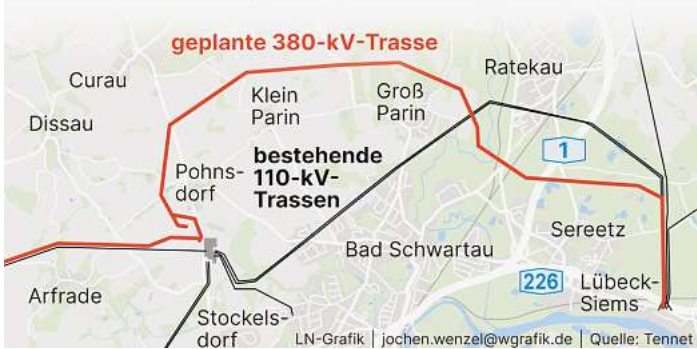 geplante 380-kV-Trasse
Ratekau
Curau
Klein
Parin
Groß
Parin
Dissau
1
bestehende
110-kV-
Trassen
Pohns-
dorf
Sereetz
Bad Schwartau
226
Lübeck-
Siems
Arfrade
Stockels-
dorf
LN-Grafik | jochen.wenzel@wgrafik.de | Quelle: Tennet